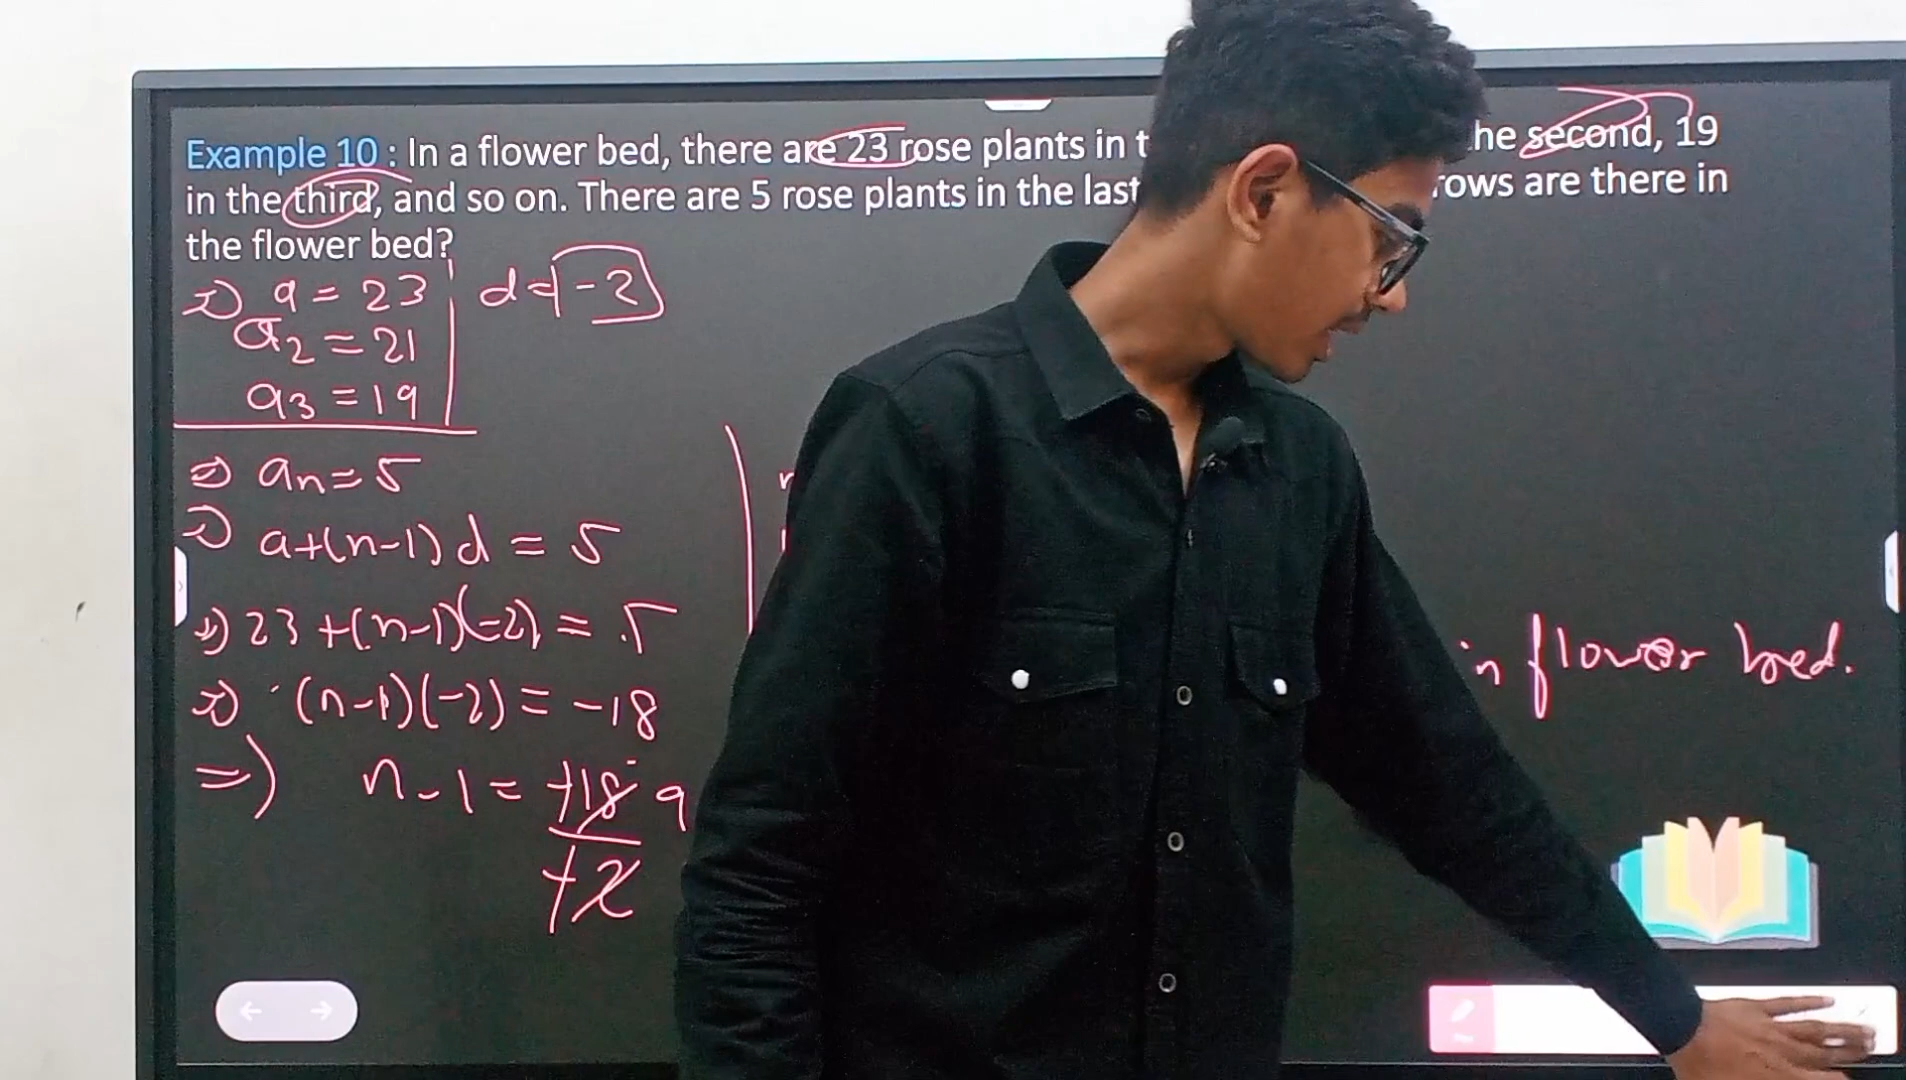 Example 10 : In a flower bed, there are 23 rose plants in t he second, 19
in the third, and so on. There are 5 rose plants in the last rows are there in
the flower bed?
=) a = 23 d = -2
a2 = 21
a3 = 19
=) an = 5
=) a+(n-1)d = 5
=) 23+(n-1)(-2) = 5
=) (n-1)(-2) = -18
=) n-1 = +18 9
+2
in flower bed.